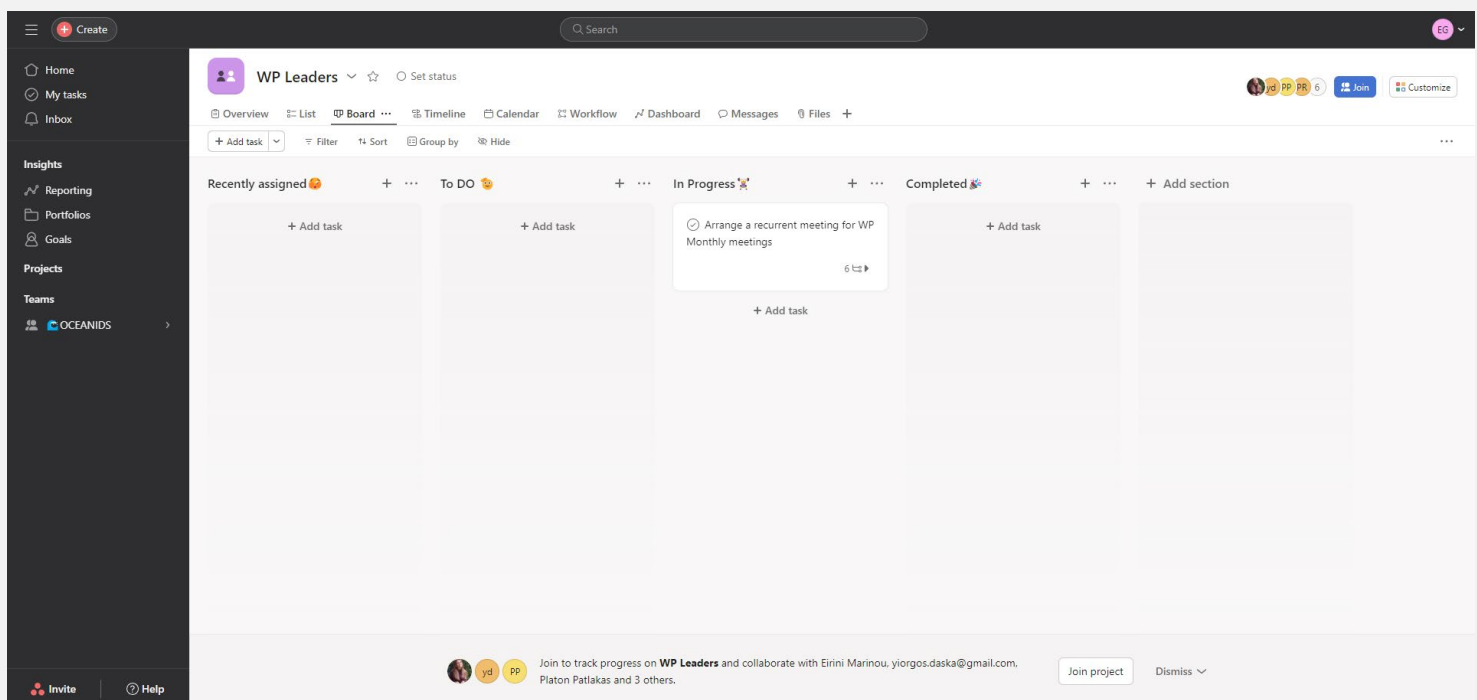 Create
Search
EG
Home
My tasks
Inbox
Insights
Reporting
Portfolios
Goals
Projects
Teams
OCEANIDS
Invite
Help
WP Leaders
Set status
yd PP PR 6
Join
Customize
Overview List Board ... Timeline Calendar Workflow Dashboard Messages Files +
+ Add task Filter Sort Group by Hide ...
Recently assigned + ...
+ Add task
To DO + ...
+ Add task
In Progress + ...
Arrange a recurrent meeting for WP
Monthly meetings
6
+ Add task
Completed + ...
+ Add task
+ Add section
yd PP
Join to track progress on WP Leaders and collaborate with Eirini Marinou, yiorgos.daska@gmail.com,
Platon Patlakas and 3 others.
Join project
Dismiss